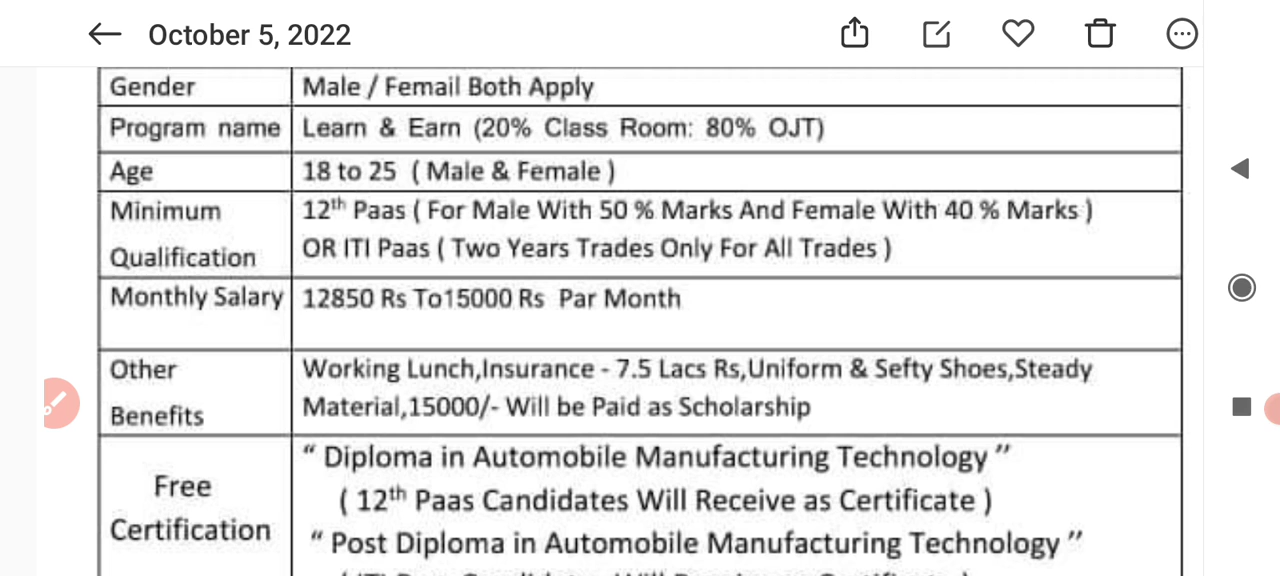 October 5, 2022
Gender Male / Femail Both Apply
Program name Learn & Earn (20% Class Room: 80% OJT)
Age 18 to 25 ( Male & Female )
Minimum Qualification 12th Paas ( For Male With 50 % Marks And Female With 40 % Marks )
OR ITI Paas ( Two Years Trades Only For All Trades )
Monthly Salary 12850 Rs To15000 Rs Par Month
Other Benefits Working Lunch,Insurance - 7.5 Lacs Rs,Uniform & Sefty Shoes,Steady
Material,15000/- Will be Paid as Scholarship
Free Certification “ Diploma in Automobile Manufacturing Technology ”
( 12th Paas Candidates Will Receive as Certificate )
“ Post Diploma in Automobile Manufacturing Technology ”